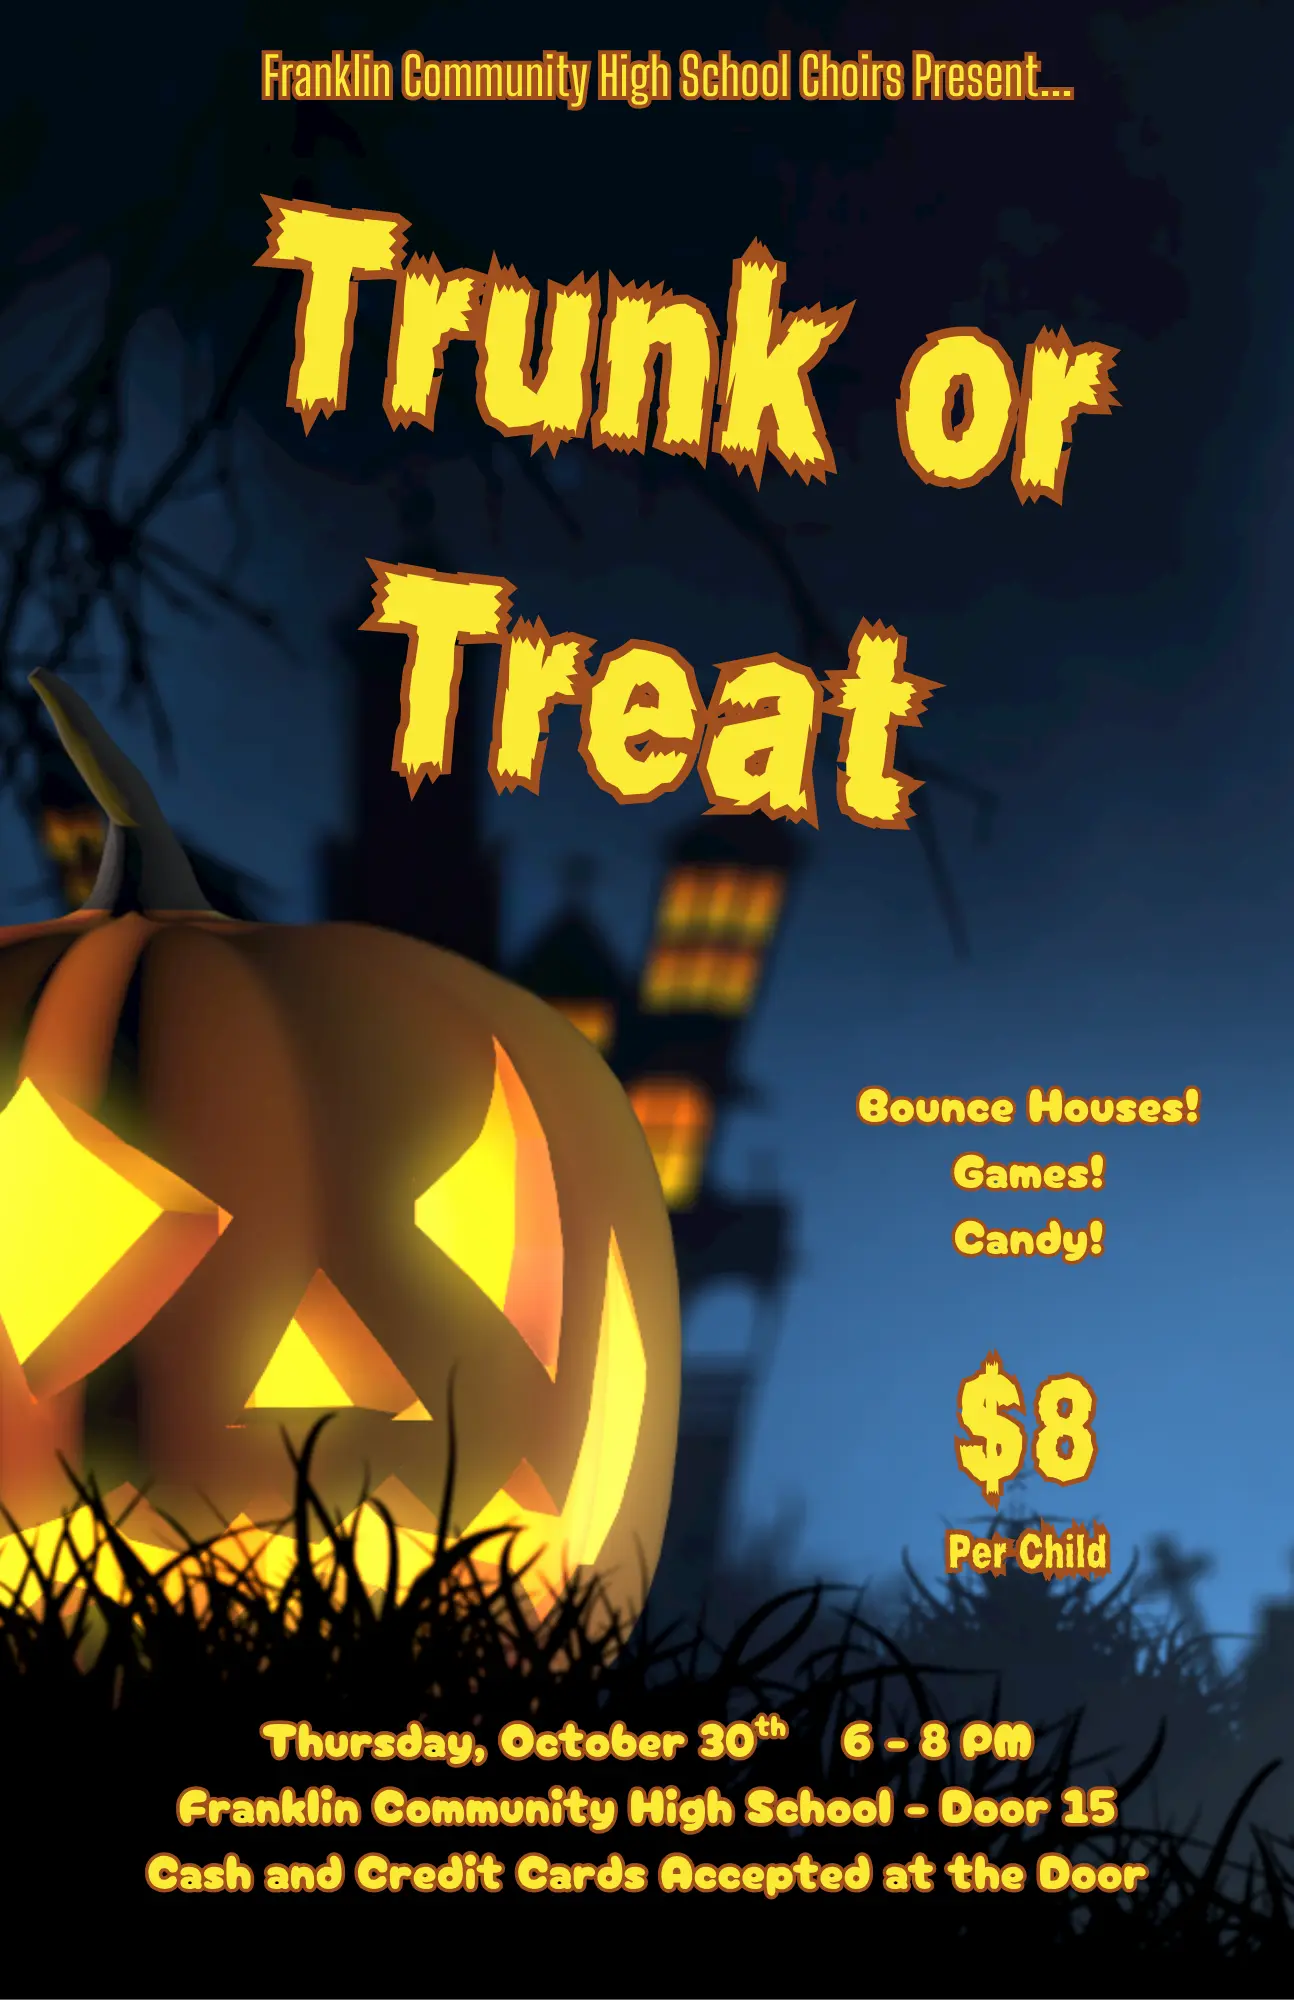 Franklin Community High School Choirs Present...
Trunk or
Treat
Bounce Houses!
Games!
Candy!
$8
Per Child
Thursday, October 30th 6 - 8 PM
Franklin Community High School - Door 15
Cash and Credit Cards Accepted at the Door